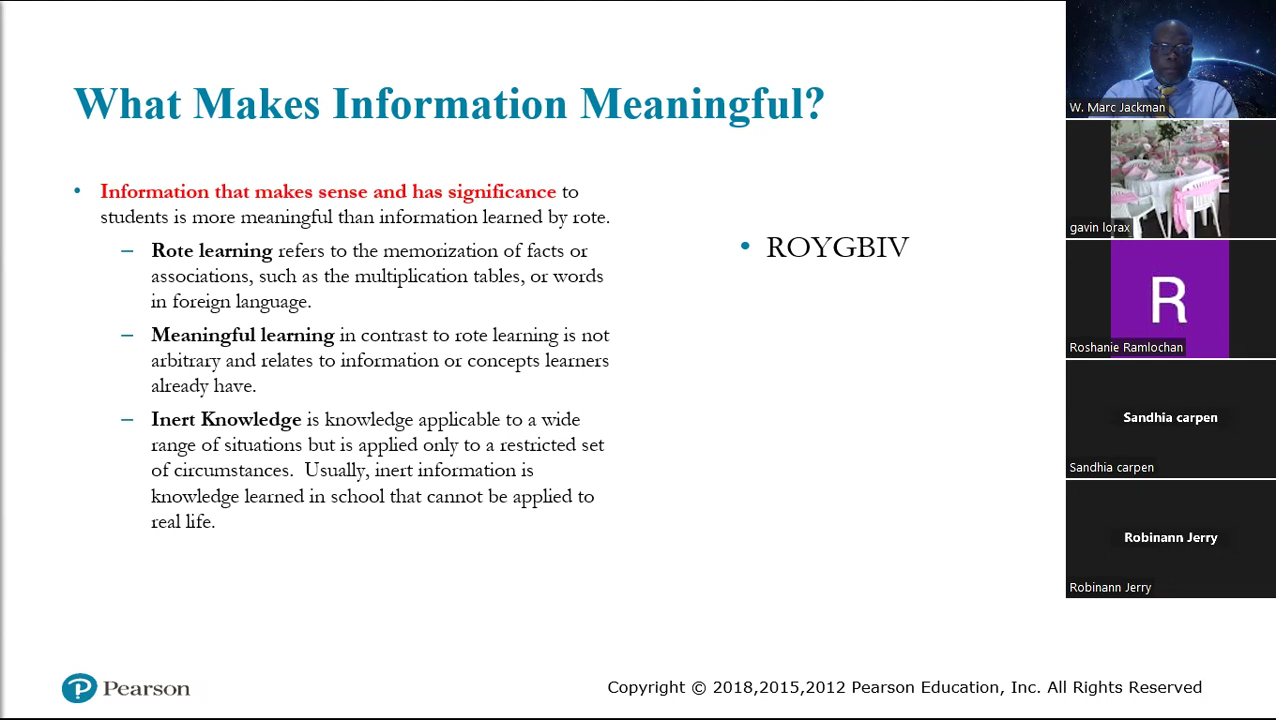 What Makes Information Meaningful?
• Information that makes sense and has significance to
students is more meaningful than information learned by rote.
– Rote learning refers to the memorization of facts or
associations, such as the multiplication tables, or words
in foreign language.
– Meaningful learning in contrast to rote learning is not
arbitrary and relates to information or concepts learners
already have.
– Inert Knowledge is knowledge applicable to a wide
range of situations but is applied only to a restricted set
of circumstances. Usually, inert information is
knowledge learned in school that cannot be applied to
real life.
• ROYGBIV
Pearson
Copyright © 2018,2015,2012 Pearson Education, Inc. All Rights Reserved
W. Marc Jackman
gavin lorax
R
Roshanie Ramlochan
Sandhia carpen
Sandhia carpen
Robinann Jerry
Robinann Jerry